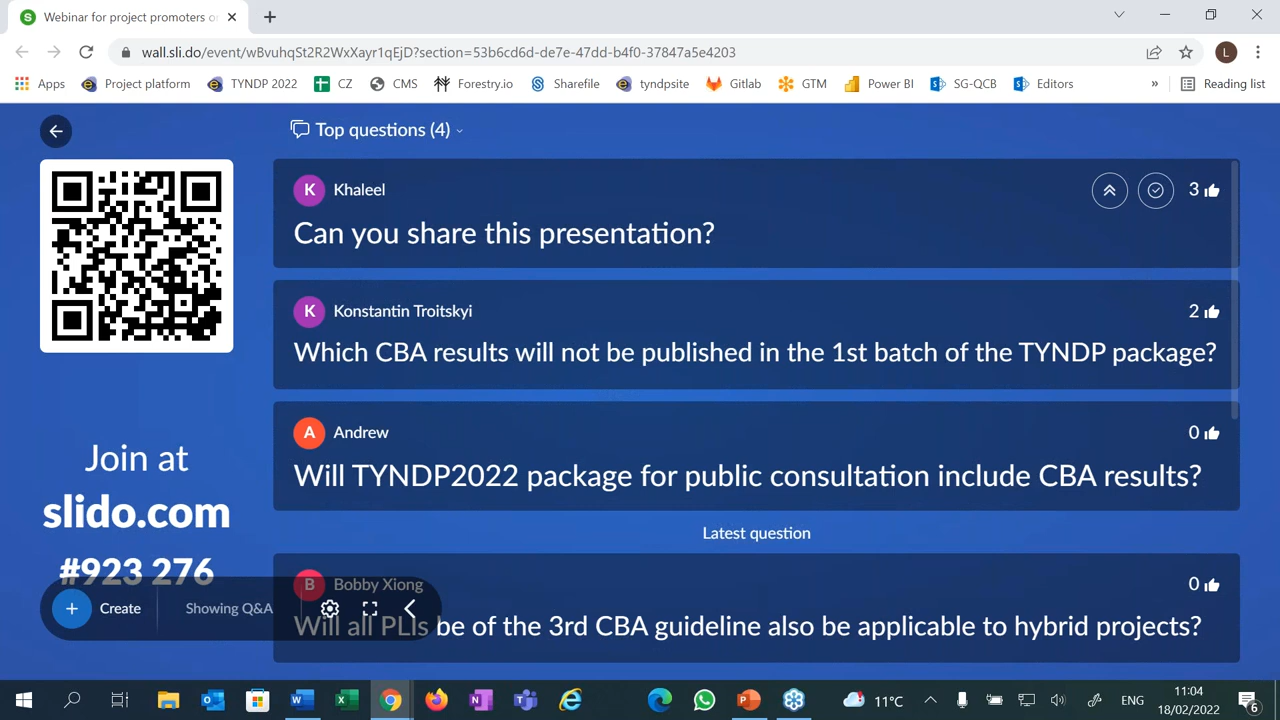 Webinar for project promoters or
wall.sli.do/event/wBvuhqSt2R2WxXayr1qEjD?section=53b6cd6d-de7e-47dd-b4f0-37847a5e4203
L
Apps Project platform TYNDP 2022 CZ CMS Forestry.io Sharefile tyndpsite Gitlab GTM Power BI SG-QCB Editors » Reading list
Top questions (4)
K Khaleel 3
Can you share this presentation?
K Konstantin Troitskyi 2
Which CBA results will not be published in the 1st batch of the TYNDP package?
A Andrew 0
Will TYNDP2022 package for public consultation include CBA results?
Latest question
B Bobby Xiong 0
Will all PLIs be of the 3rd CBA guideline also be applicable to hybrid projects?
Join at
slido.com
#923 276
Create Showing Q&A
11°C ENG
11:04
18/02/2022
6